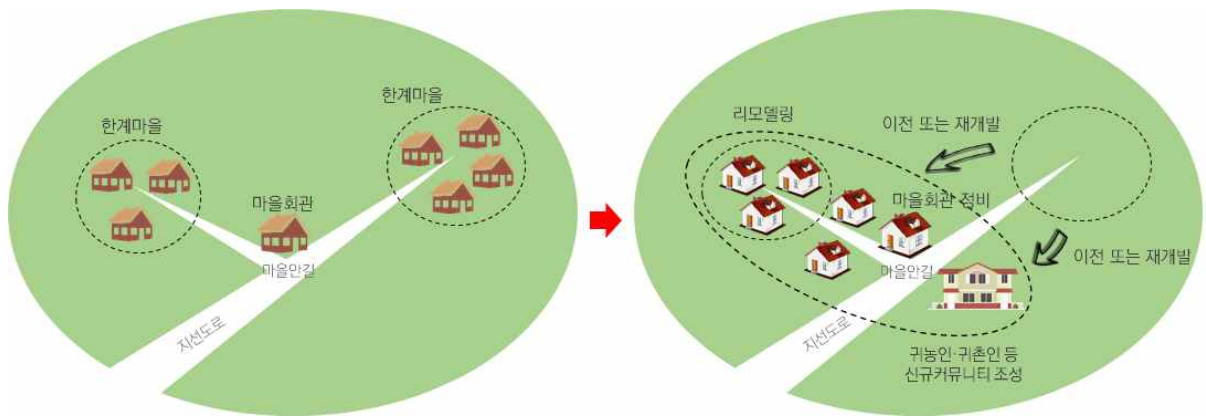 한계마을
한계마을
마을회관
마을안길
지선도로
리모델링
이전 또는 재개발
마을회관 정비
마을안길
이전 또는 재개발
지선도로
귀농인·귀촌인 등
신규커뮤니티 조성